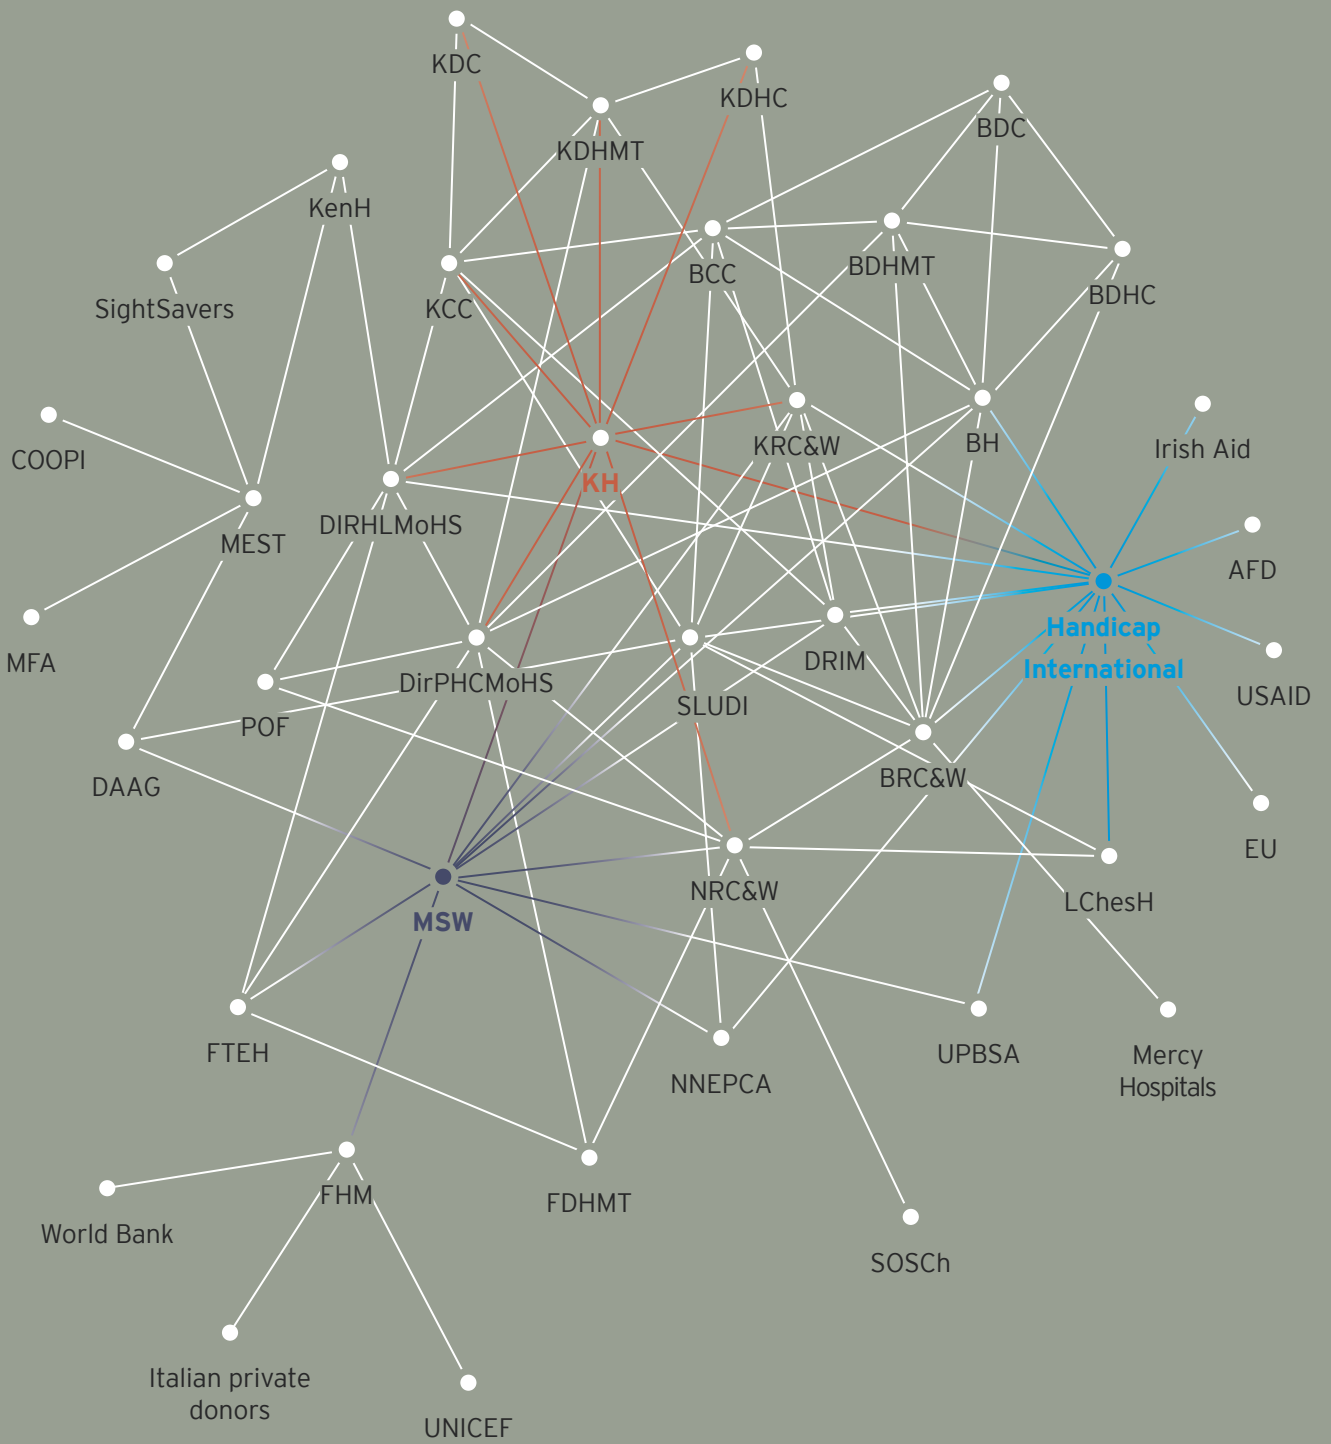 KDC
KDHC
BDC
KDHMT
KenH
BCC
BDHMT
BDHC
SightSavers
KCC
KRC&W
BH
Irish Aid
COOPI
KH
DIRHLMoHS
MEST
AFD
Handicap
International
MFA
DirPHCMoHS
DRIM
USAID
POF
SLUDI
DAAG
BRC&W
EU
NRC&W
LChesH
MSW
FTEH
NNEPCA
UPBSA
Mercy
Hospitals
World Bank
FHM
FDHMT
SOSCh
Italian private
donors
UNICEF